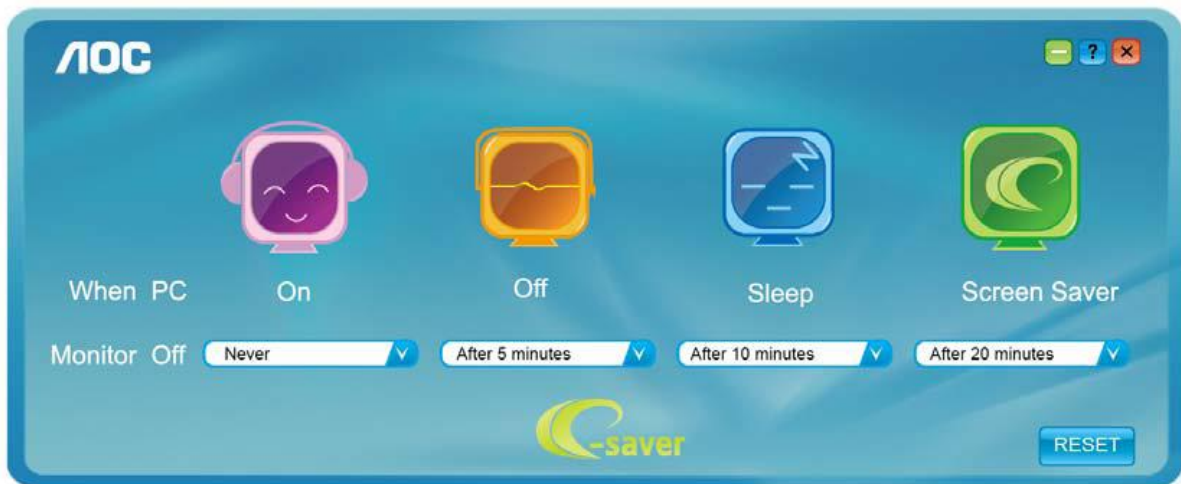 AOC
?
When PC On Off Sleep Screen Saver
Monitor Off Never After 5 minutes After 10 minutes After 20 minutes
e-saver
RESET